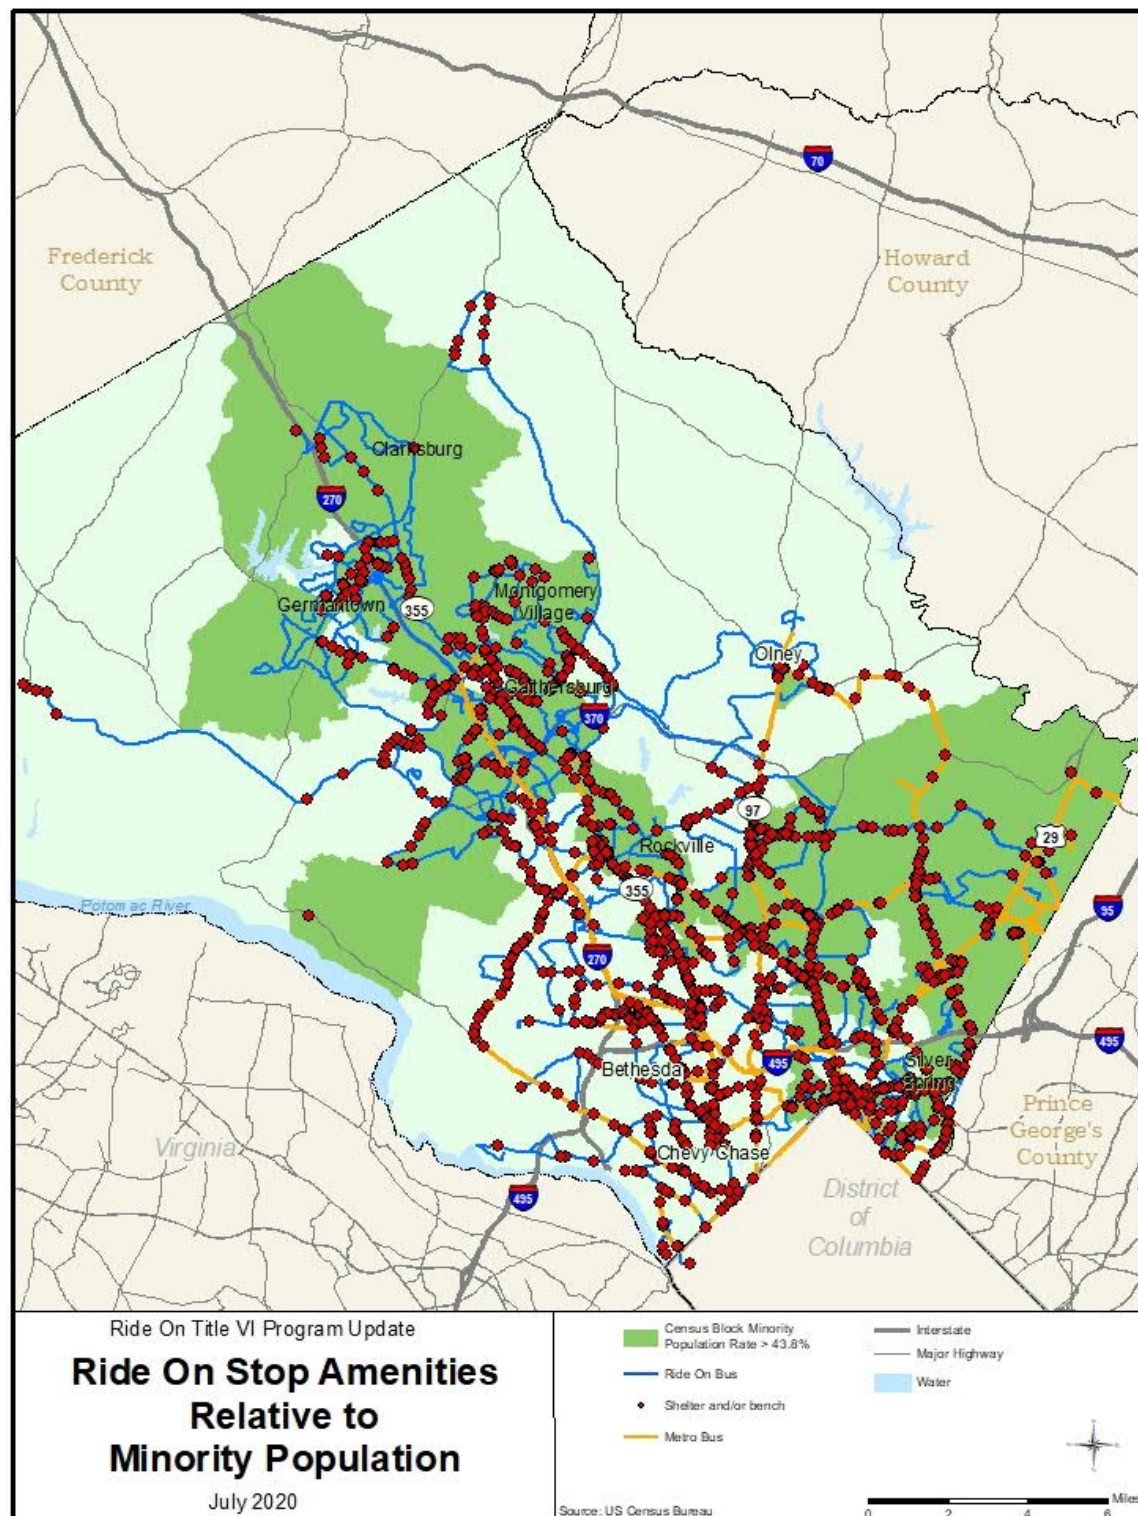 70
Frederick
County
Howard
County
Clarksburg
270
Montgomery
Village
Germantown
355
Olney
Gaithersburg
370
97
29
Rockville
355
Potomac River
95
270
495
495
Silver
Spring
Bethesda
Prince
George's
County
Virginia
Chevy Chase
495
District
of
Columbia
Ride On Title VI Program Update
Ride On Stop Amenities
Relative to
Minority Population
July 2020
Census Block Minority
Population Rate > 43.8%
Ride On Bus
Shelter and/or bench
Metro Bus
Interstate
Major Highway
Water
Source: US Census Bureau
Miles
0 2 4 6